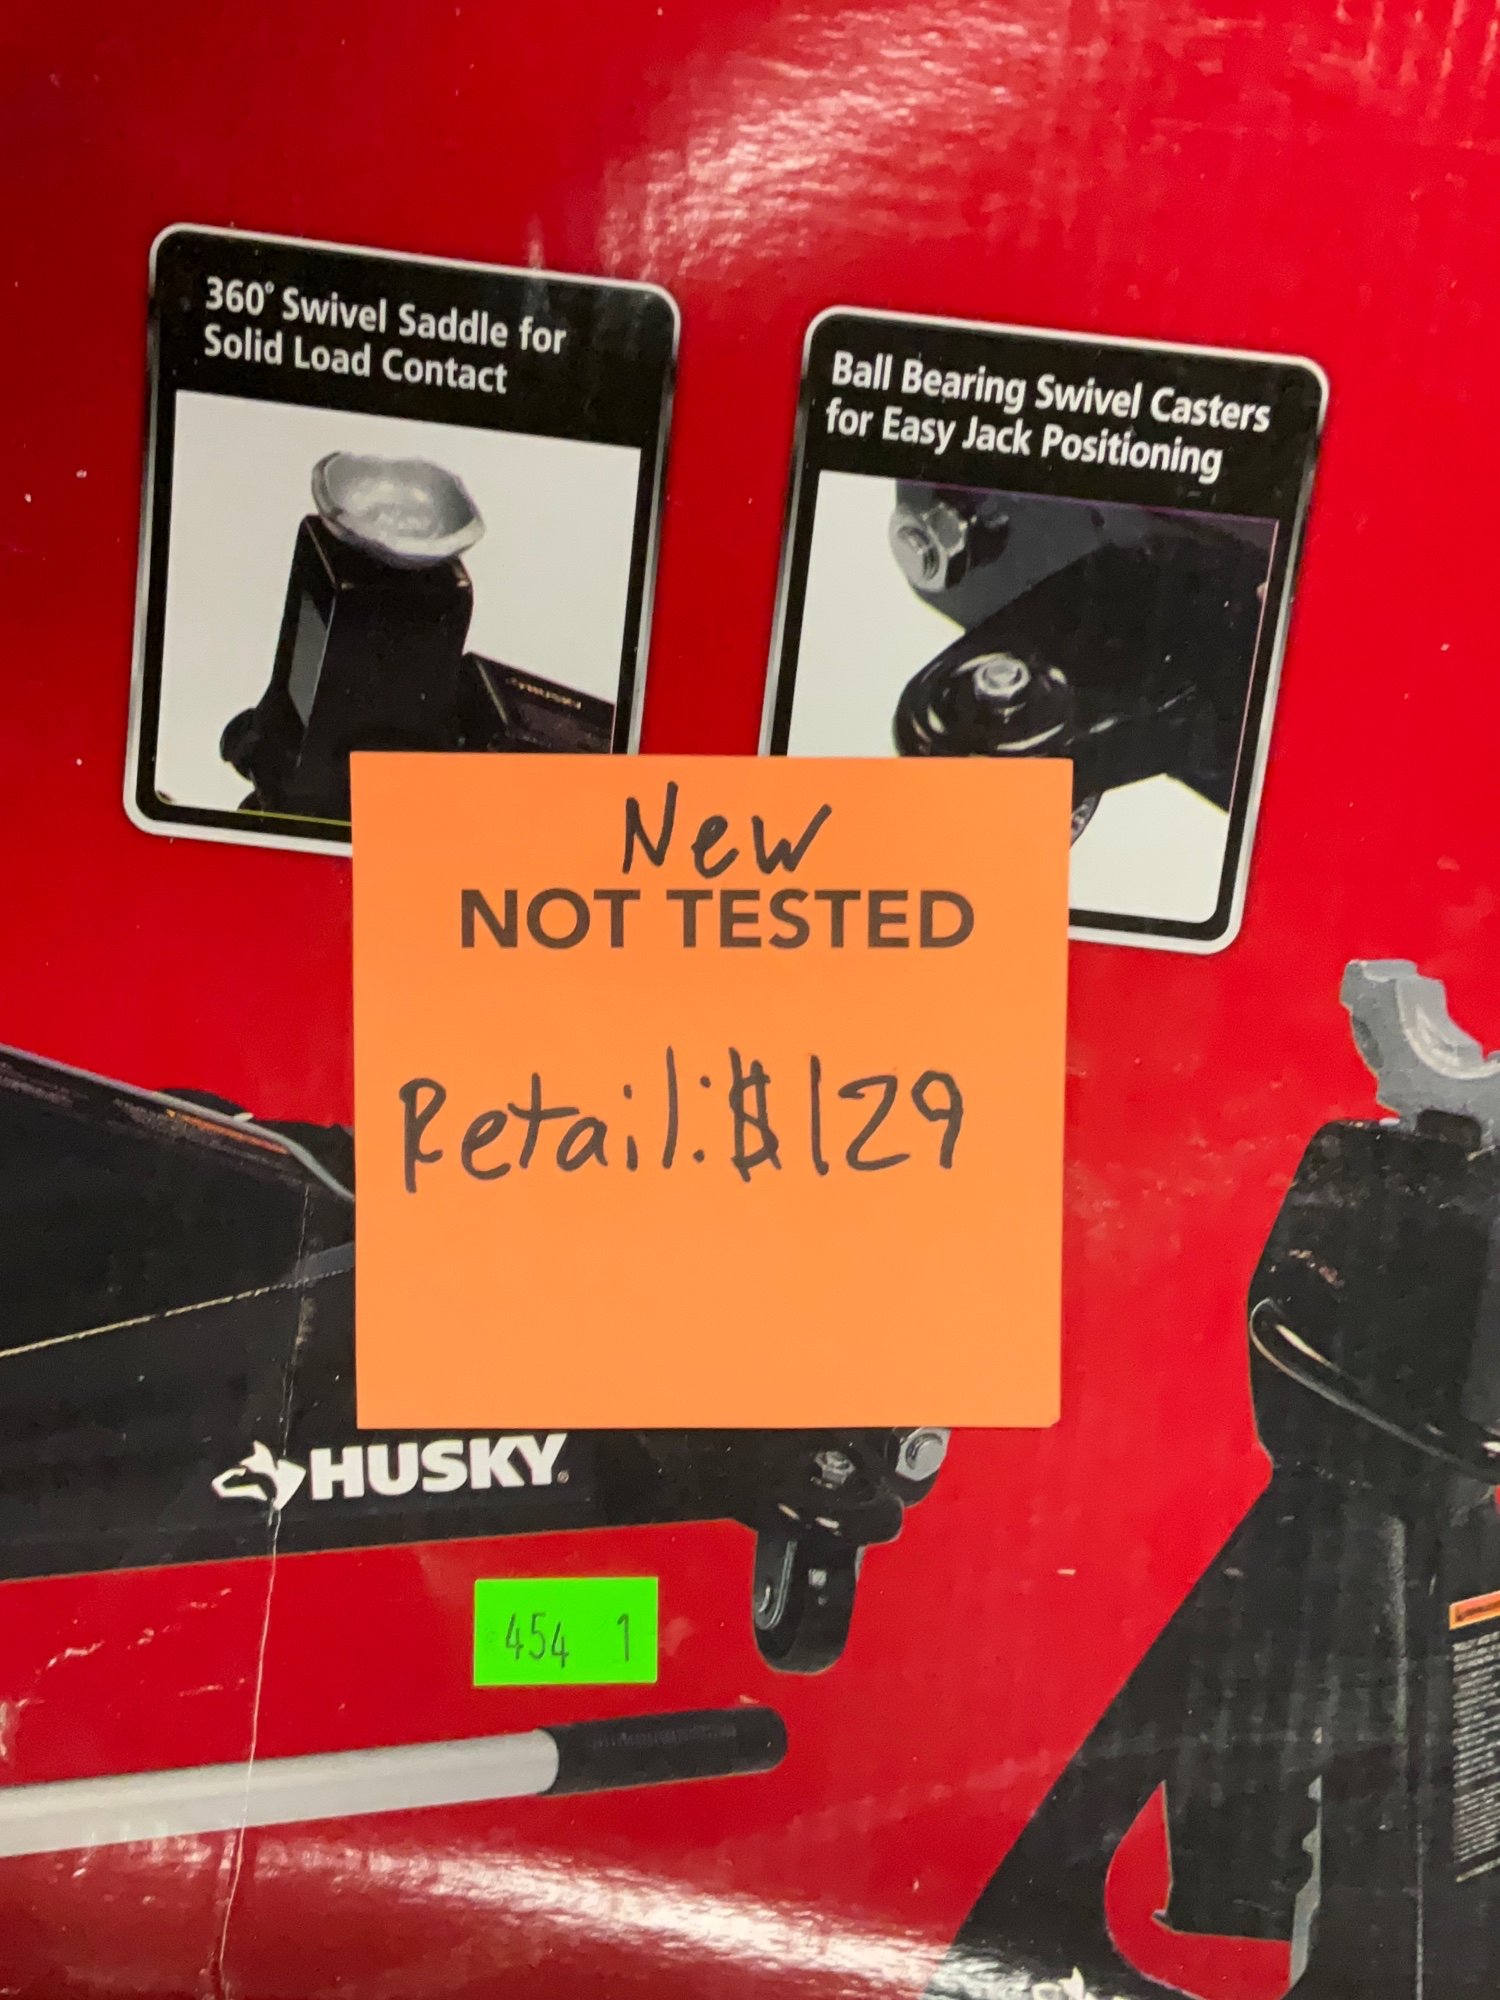 360° Swivel Saddle for
Solid Load Contact
Ball Bearing Swivel Casters
for Easy Jack Positioning
New
NOT TESTED
Retail: $129
HUSKY
454 1